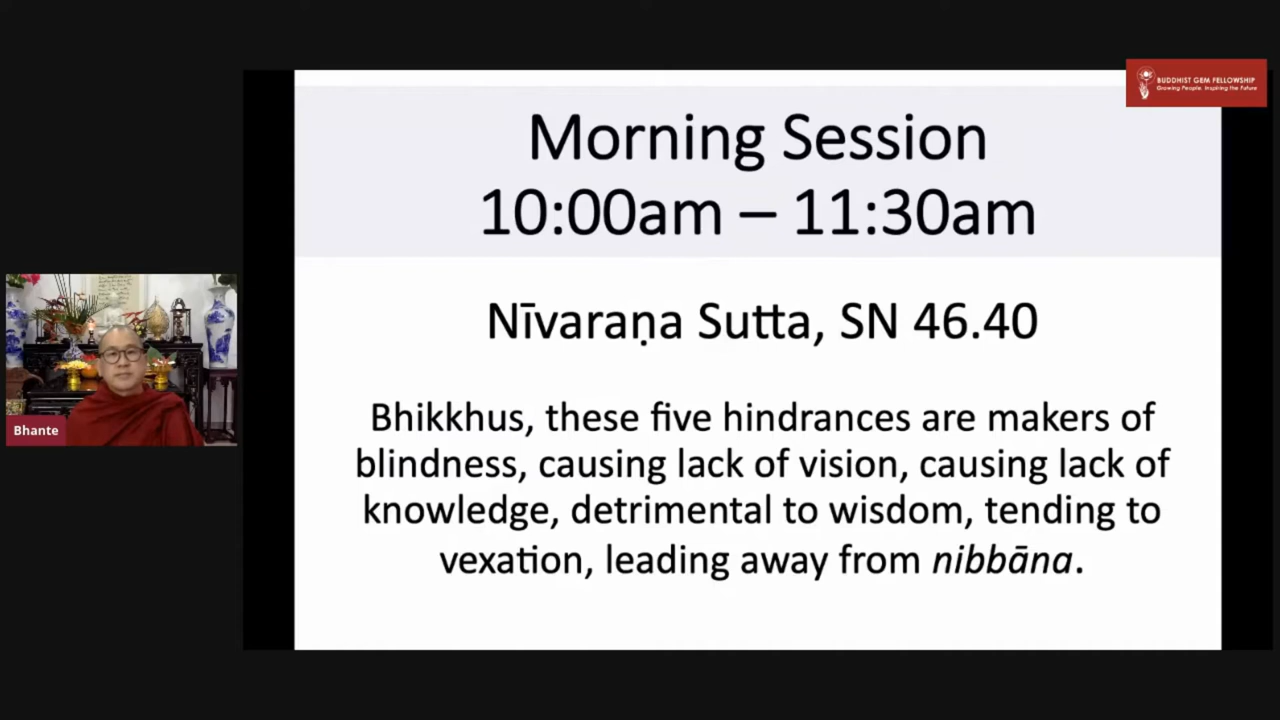 BUDDHIST GEM FELLOWSHIP
Growing People. Inspiring the Future
Morning Session
10:00am – 11:30am
Nīvaraṇa Sutta, SN 46.40
Bhikkhus, these five hindrances are makers of
blindness, causing lack of vision, causing lack of
knowledge, detrimental to wisdom, tending to
vexation, leading away from nibbāna.
Bhante